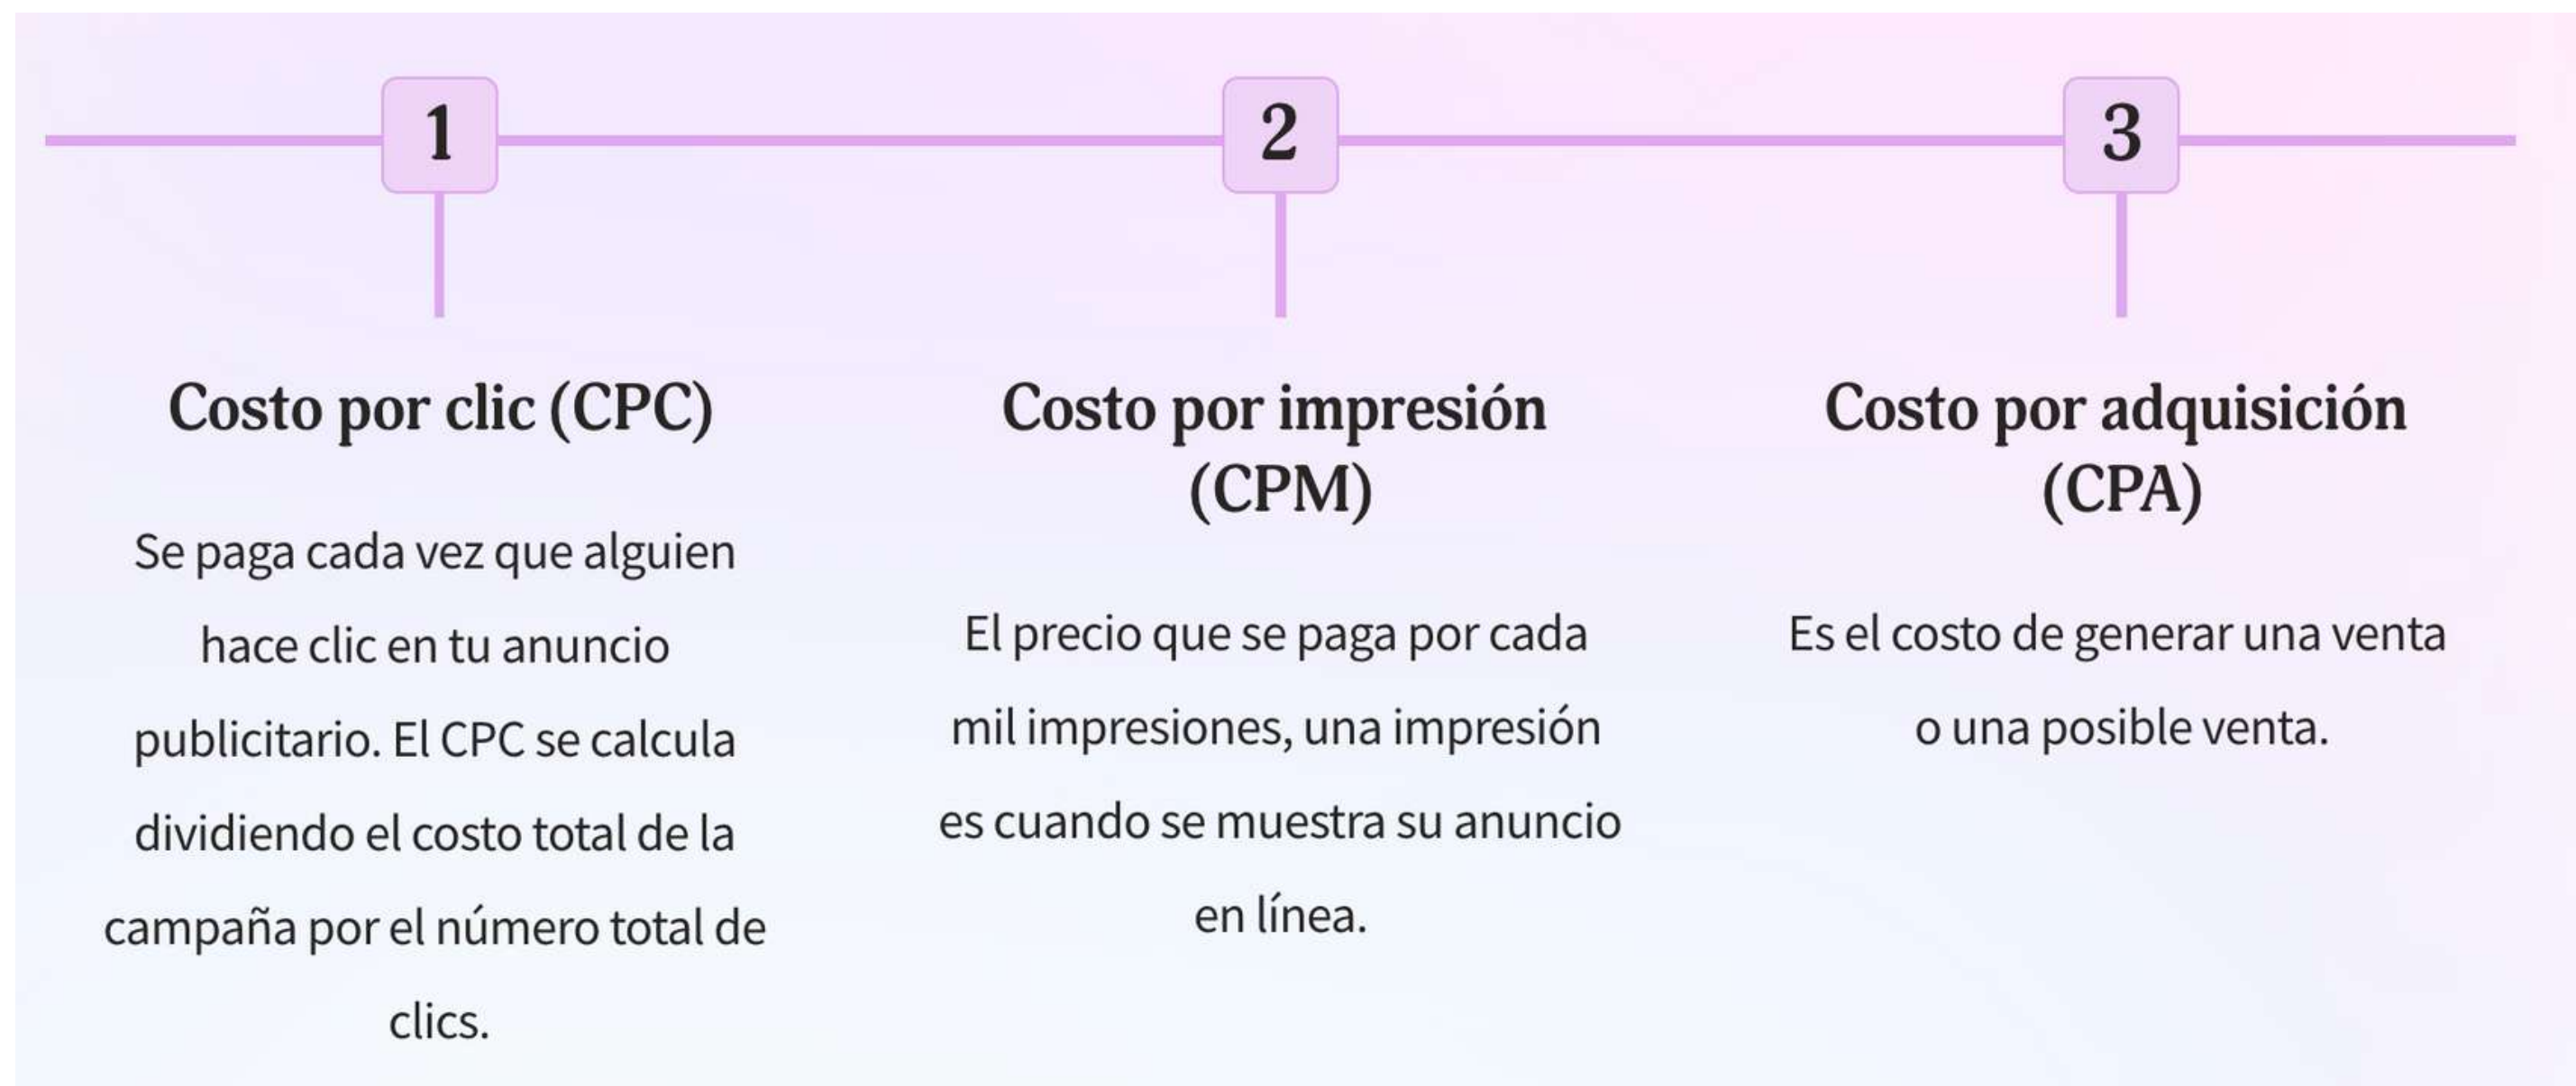 1
Costo por clic (CPC)
Se paga cada vez que alguien
hace clic en tu anuncio
publicitario. El CPC se calcula
dividiendo el costo total de la
campaña por el número total de
clics.
2
Costo por impresión
(CPM)
El precio que se paga por cada
mil impresiones, una impresión
es cuando se muestra su anuncio
en línea.
3
Costo por adquisición
(CPA)
Es el costo de generar una venta
o una posible venta.